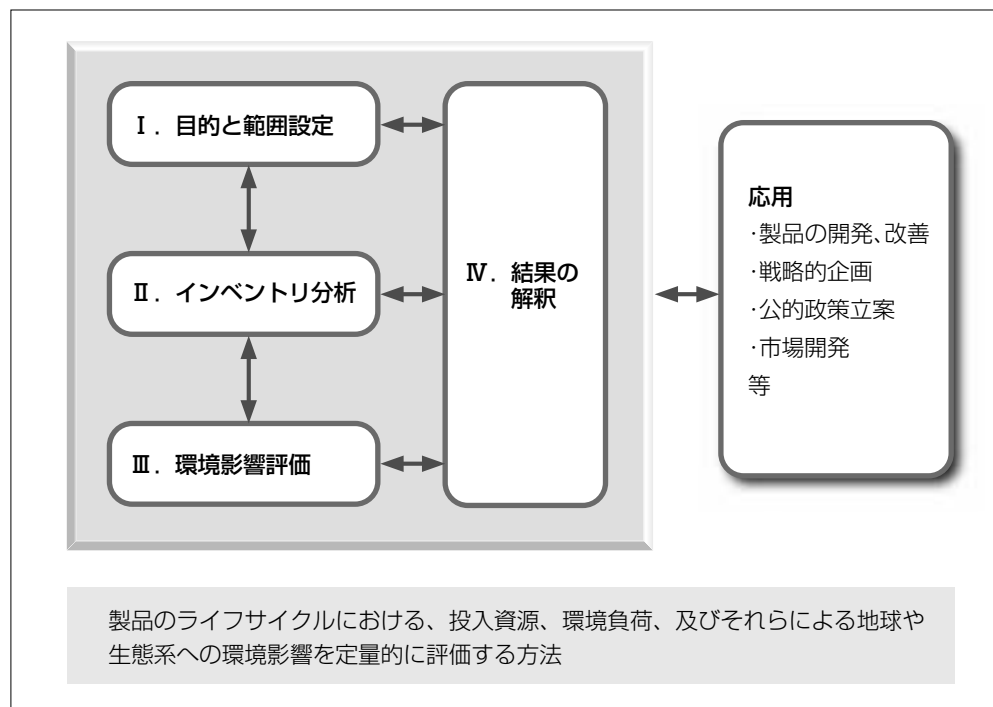 Ⅰ．目的と範囲設定
Ⅱ．インベントリ分析
Ⅲ．環境影響評価
Ⅳ．結果の
解釈
応用
・製品の開発、改善
・戦略的企画
・公的政策立案
・市場開発
等
製品のライフサイクルにおける、投入資源、環境負荷、及びそれらによる地球や
生態系への環境影響を定量的に評価する方法